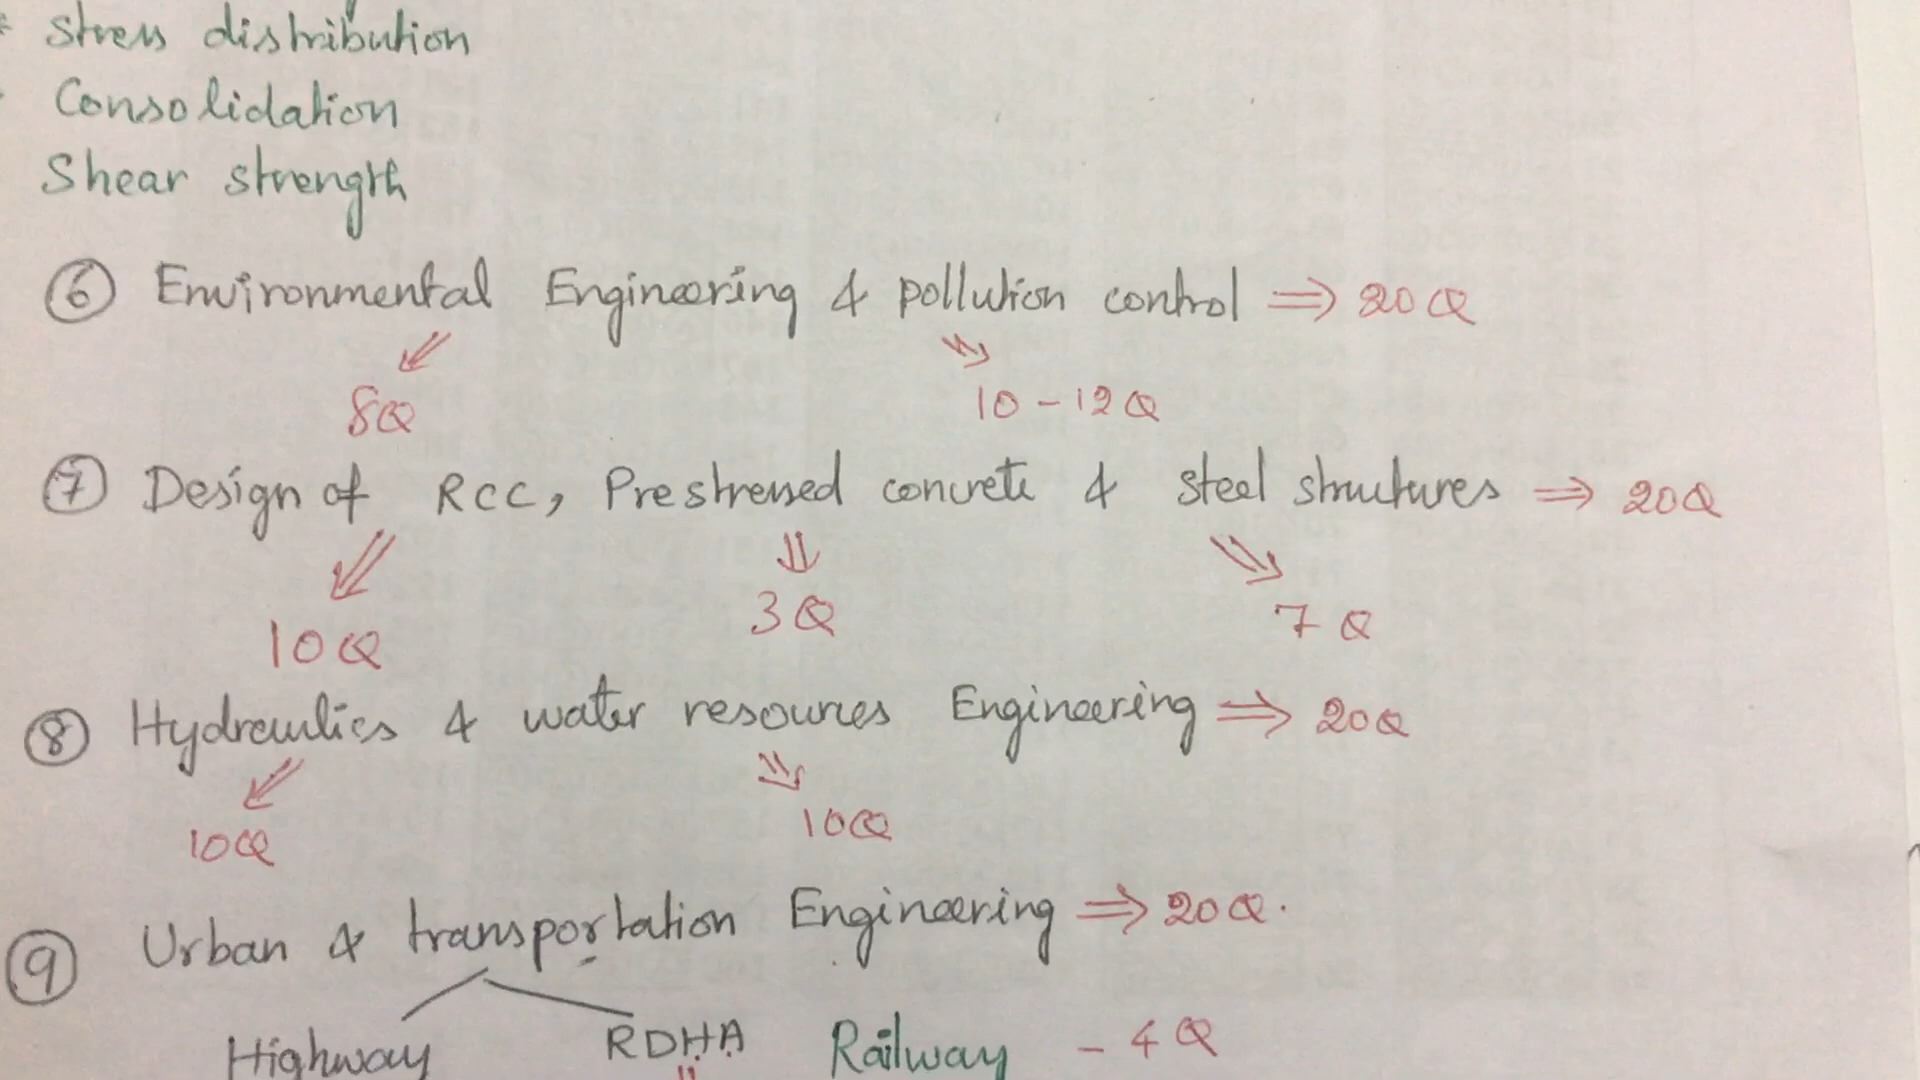 * Stress distribution
Consolidation
Shear strength
⑥ Environmental Engineering & pollution control ⇒ 20Q
8Q 10-12Q
⑦ Design of RCC, Prestressed concrete & steel structures ⇒ 20Q
10Q 3Q 7Q
⑧ Hydraulics & water resources Engineering ⇒ 20Q
10Q 10Q
⑨ Urban & transportation Engineering ⇒ 20Q.
Highway RDHA Railway - 4Q